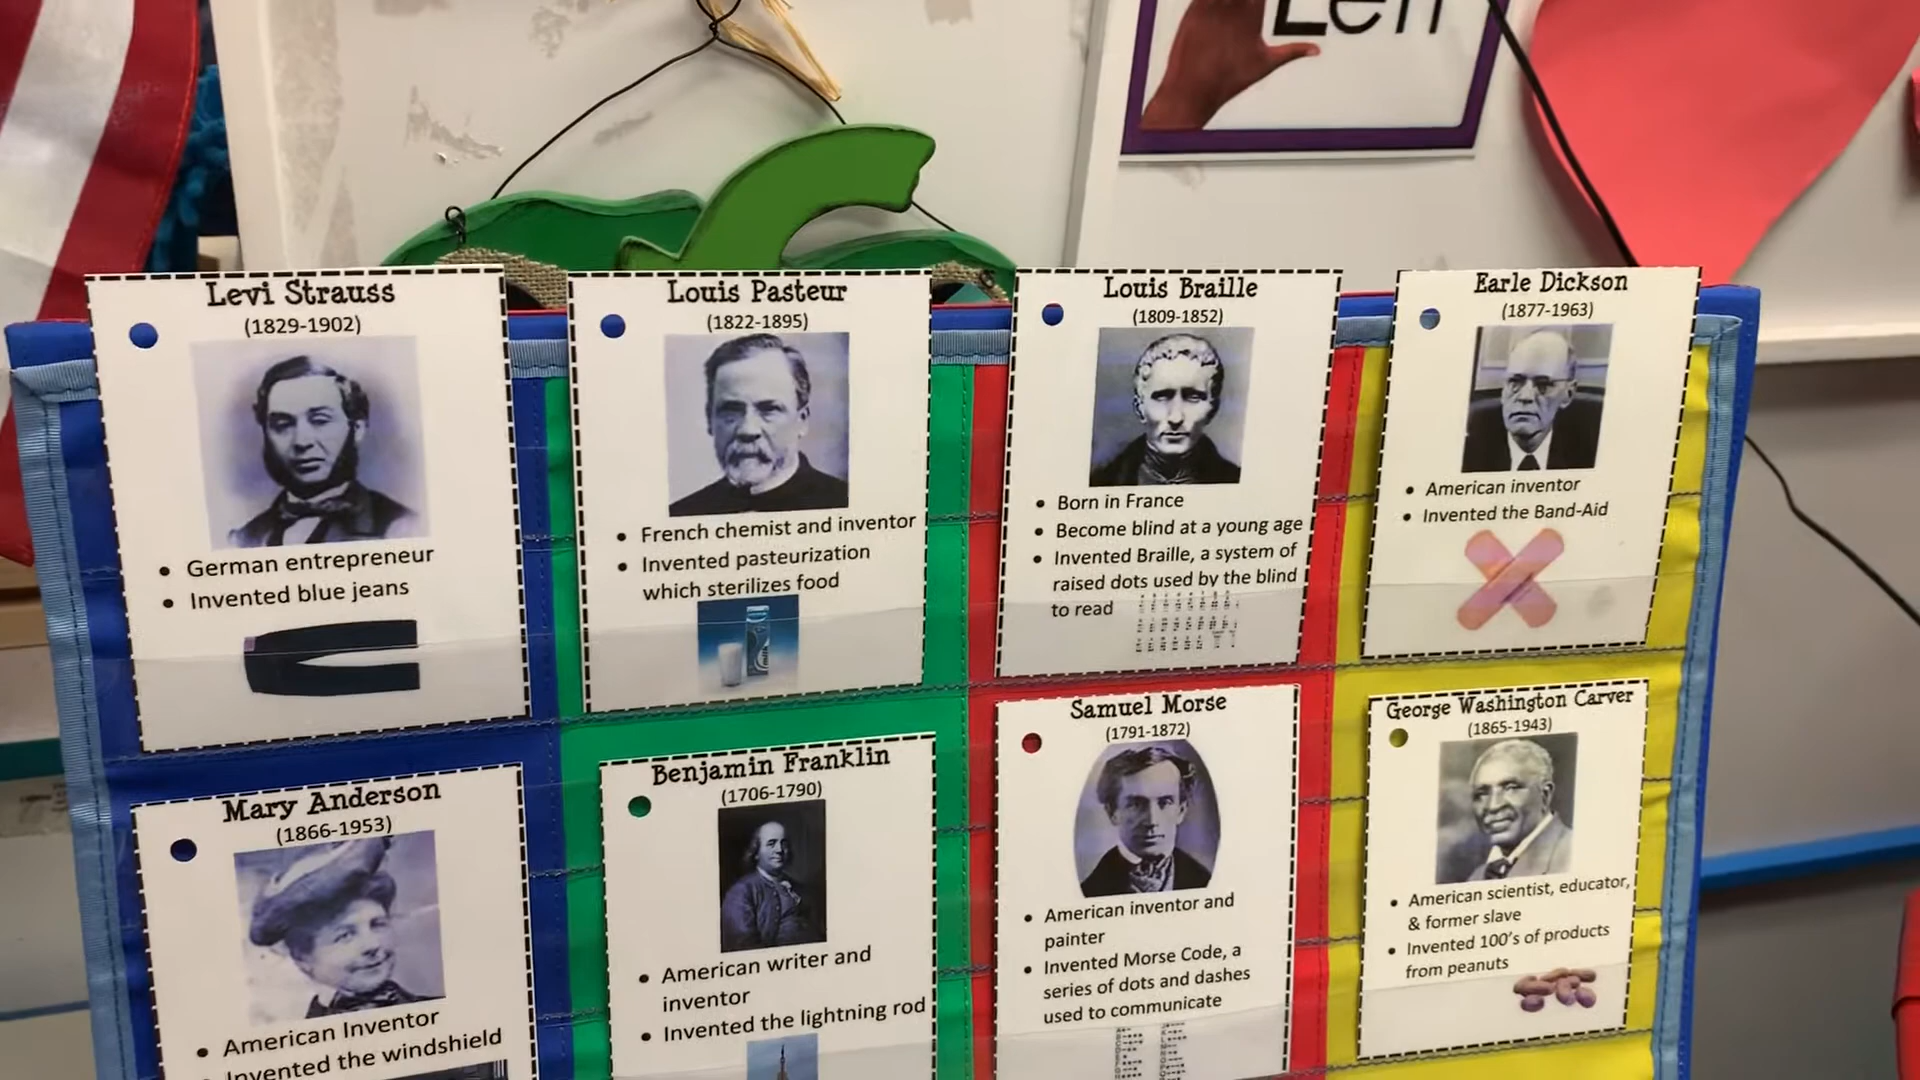 Left
Levi Strauss
(1829-1902)
• German entrepreneur
• Invented blue jeans
Louis Pasteur
(1822-1895)
• French chemist and inventor
• Invented pasteurization
which sterilizes food
milk
Louis Braille
(1809-1852)
• Born in France
• Become blind at a young age
• Invented Braille, a system of
raised dots used by the blind
to read
Earle Dickson
(1877-1963)
• American inventor
• Invented the Band-Aid
Mary Anderson
(1866-1953)
• American Inventor
• Invented the windshield
Benjamin Franklin
(1706-1790)
• American writer and
inventor
• Invented the lightning rod
Samuel Morse
(1791-1872)
• American inventor and
painter
• Invented Morse Code, a
series of dots and dashes
used to communicate
George Washington Carver
(1865-1943)
• American scientist, educator,
& former slave
• Invented 100's of products
from peanuts